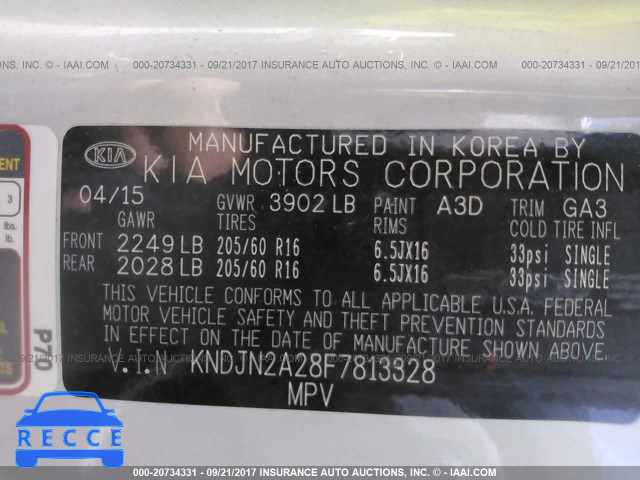 000-20734331 - 09/21/2017 INSURANCE AUTO AUCTIONS, INC. © - IAAI.COM
MANUFACTURED IN KOREA BY
KIA KIA MOTORS CORPORATION
04/15 GVWR 3902 LB PAINT A3D TRIM GA3
GAWR TIRES RIMS COLD TIRE INFL
FRONT 2249 LB 205/60 R16 6.5JX16 33psi SINGLE
REAR 2028 LB 205/60 R16 6.5JX16 33psi SINGLE
THIS VEHICLE CONFORMS TO ALL APPLICABLE U.S.A. FEDERAL
MOTOR VEHICLE SAFETY AND THEFT PREVENTION STANDARDS
IN EFFECT ON THE DATE OF MANUFACTURE SHOWN ABOVE.
V.I.N KNDJN2A28F7813328
MPV
3
lbs.
lb.
P70
RECCE
000-20734331 - 09/21/2017 INSURANCE AUTO AUCTIONS, INC. © - IAAI.COM